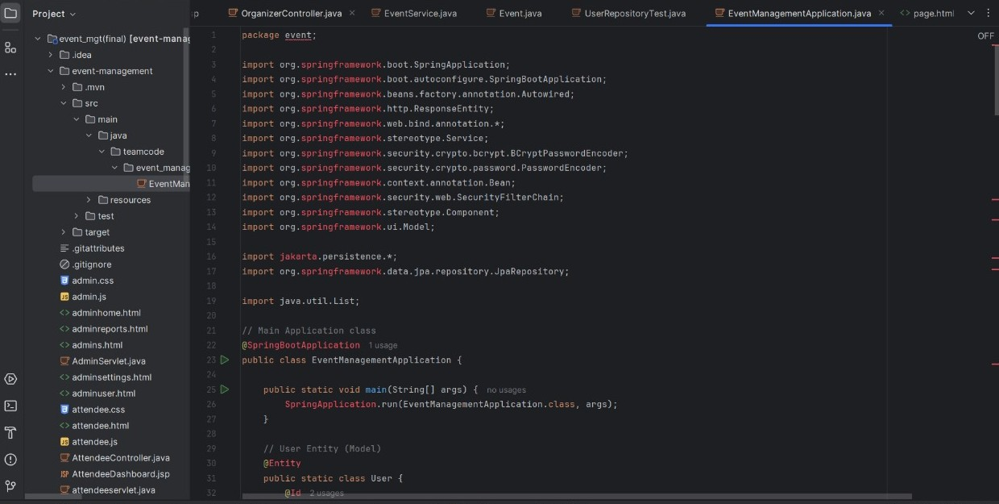 Project
p
OrganizerController.java
EventService.java
Event.java
UserRepositoryTest.java
EventManagementApplication.java
page.html
event_mgt(final) [event-manag
.idea
event-management
.mvn
src
main
java
teamcode
event_manag
EventMan
resources
test
target
.gitattributes
.gitignore
admin.css
JS admin.js
<> adminhome.html
<> adminreports.html
<> admins.html
AdminServlet.java
<> adminsettings.html
<> adminuser.html
attendee.css
<> attendee.html
JS attendee.js
AttendeeController.java
JSP AttendeeDashboard.jsp
attendeeservlet.java
OFF
1 package event;
2
3 import org.springframework.boot.SpringApplication;
4 import org.springframework.boot.autoconfigure.SpringBootApplication;
5 import org.springframework.beans.factory.annotation.Autowired;
6 import org.springframework.http.ResponseEntity;
7 import org.springframework.web.bind.annotation.*;
8 import org.springframework.stereotype.Service;
9 import org.springframework.security.crypto.bcrypt.BCryptPasswordEncoder;
10 import org.springframework.security.crypto.password.PasswordEncoder;
11 import org.springframework.context.annotation.Bean;
12 import org.springframework.security.web.SecurityFilterChain;
13 import org.springframework.stereotype.Component;
14 import org.springframework.ui.Model;
15
16 import jakarta.persistence.*;
17 import org.springframework.data.jpa.repository.JpaRepository;
18
19 import java.util.List;
20
21 // Main Application class
22 @SpringBootApplication 1 usage
23 public class EventManagementApplication {
24
25 public static void main(String[] args) { no usages
26 SpringApplication.run(EventManagementApplication.class, args);
27 }
28
29 // User Entity (Model)
30 @Entity
31 public static class User {
32 @Id 2 usages